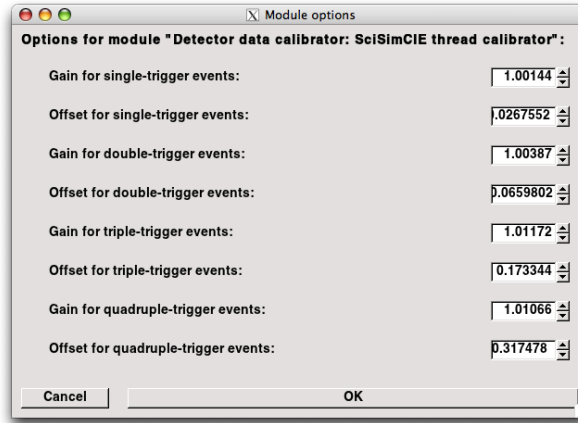 Module options
Options for module "Detector data calibrator: SciSimCIE thread calibrator":
Gain for single-trigger events: 1.00144
Offset for single-trigger events: .0267552
Gain for double-trigger events: 1.00387
Offset for double-trigger events: 0.0659802
Gain for triple-trigger events: 1.01172
Offset for triple-trigger events: 0.173344
Gain for quadruple-trigger events: 1.01066
Offset for quadruple-trigger events: 0.317478
Cancel OK